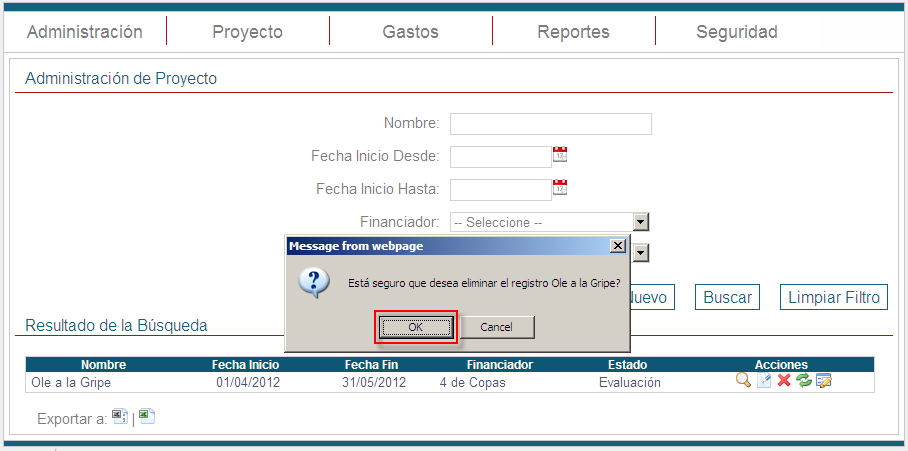 Administración Proyecto Gastos Reportes Seguridad
Administración de Proyecto
Nombre:
Fecha Inicio Desde:
Fecha Inicio Hasta:
Financiador: -- Seleccione --
Message from webpage
Está seguro que desea eliminar el registro Ole a la Gripe?
OK Cancel
Buscar Limpiar Filtro
Resultado de la Búsqueda
Nombre Fecha Inicio Fecha Fin Financiador Estado Acciones
Ole a la Gripe 01/04/2012 31/05/2012 4 de Copas Evaluación
Exportar a: |